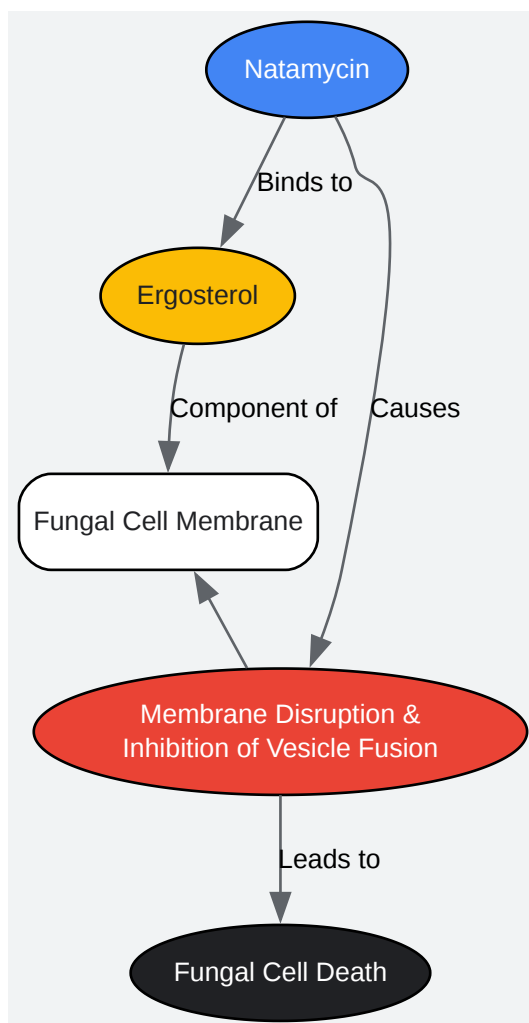 Natamycin
Binds to
Ergosterol
Component of
Causes
Fungal Cell Membrane
Membrane Disruption &
Inhibition of Vesicle Fusion
Leads to
Fungal Cell Death